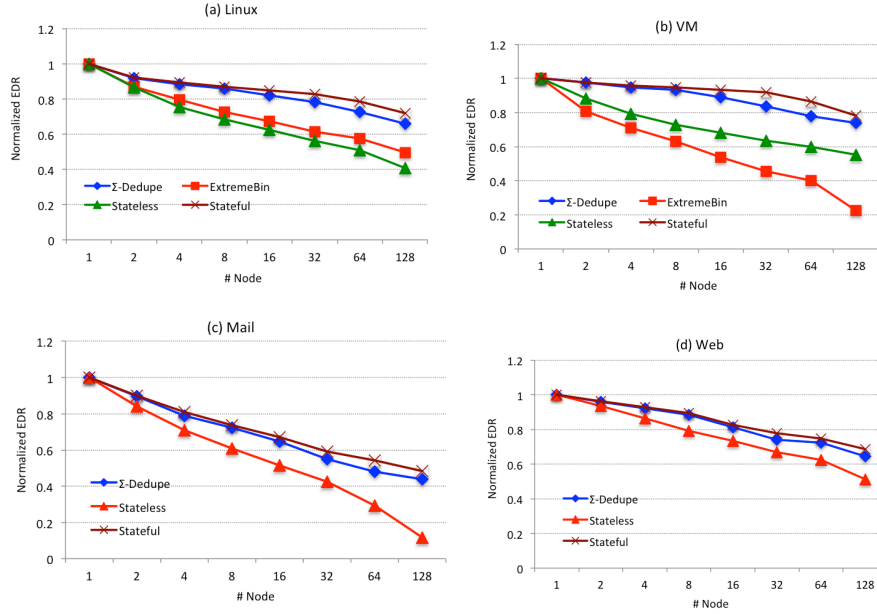 (a) Linux
Normalized EDR
1.2
1
0.8
0.6
0.4
0.2
0
Σ-Dedupe
ExtremeBin
Stateless
Stateful
1 2 4 8 16 32 64 128
# Node
(b) VM
Normalized EDR
1.2
1
0.8
0.6
0.4
0.2
0
Σ-Dedupe
ExtremeBin
Stateless
Stateful
1 2 4 8 16 32 64 128
# Node
(c) Mail
Normalized EDR
1.2
1
0.8
0.6
0.4
0.2
0
Σ-Dedupe
Stateless
Stateful
1 2 4 8 16 32 64 128
# Node
(d) Web
Normalized EDR
1.2
1
0.8
0.6
0.4
0.2
0
Σ-Dedupe
Stateless
Stateful
1 2 4 8 16 32 64 128
# Node